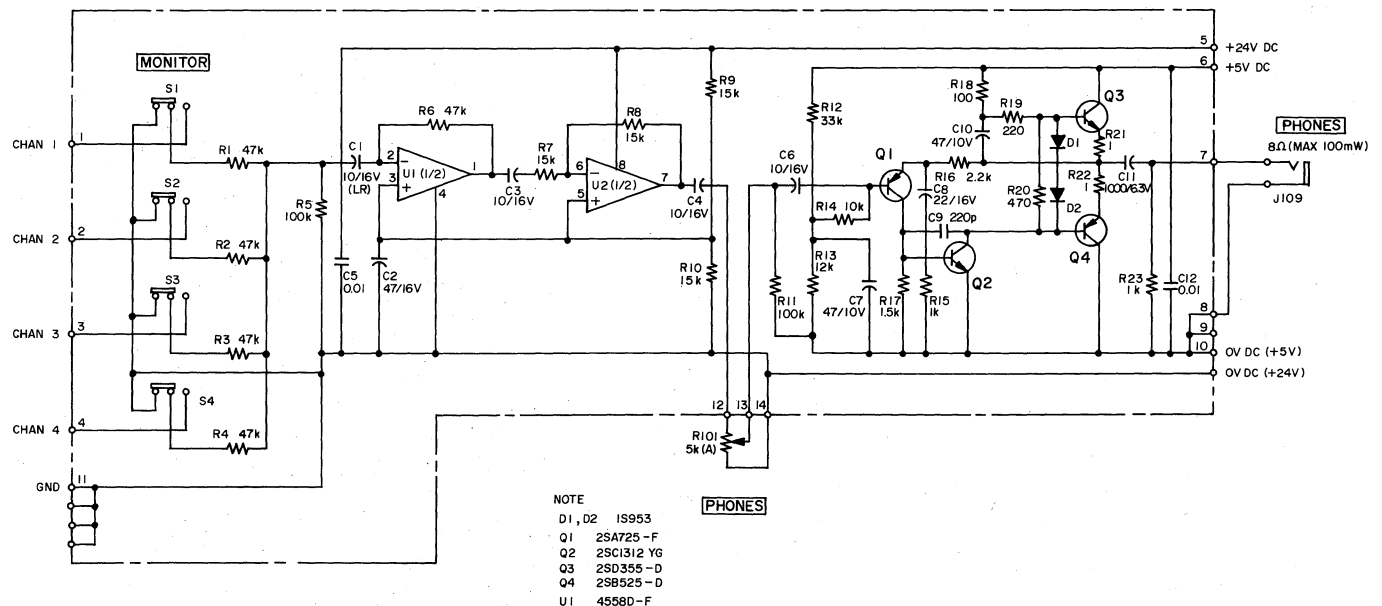 MONITOR
S1
CHAN 1
1
R1 47k
S2
CHAN 2
2
R2 47k
S3
CHAN 3
3
R3 47k
S4
CHAN 4
4
R4 47k
GND
11
R5
100k
C1
10/16V
(LR)
R6 47k
2
3
1
4
−
+
U1 (1/2)
C5
0.01
C2
47/16V
C3
10/16V
R7
15k
R8
15k
6
5
8
7
−
+
U2 (1/2)
C4
10/16V
R9
15k
R10
15k
12
13
14
R101
5k(A)
PHONES
C6
10/16V
R11
100k
R12
33k
R13
12k
R14 10k
C7
47/10V
Q1
R17
1.5k
R15
1k
R16 2.2k
C8
22/16V
C9 220p
Q2
R18
100
C10
47/10V
R19
220
R20
470
D1
D2
Q3
R21
1
R22
1
Q4
C11
1000/6.3V
R23
1k
C12
0.01
5
+24V DC
6
+5V DC
7
8
9
10
0V DC (+5V)
0V DC (+24V)
PHONES
8Ω(MAX 100mW)
J109
NOTE
D1, D2 1S953
Q1 2SA725-F
Q2 2SC1312 YG
Q3 2SD355-D
Q4 2SB525-D
U1 4558D-F